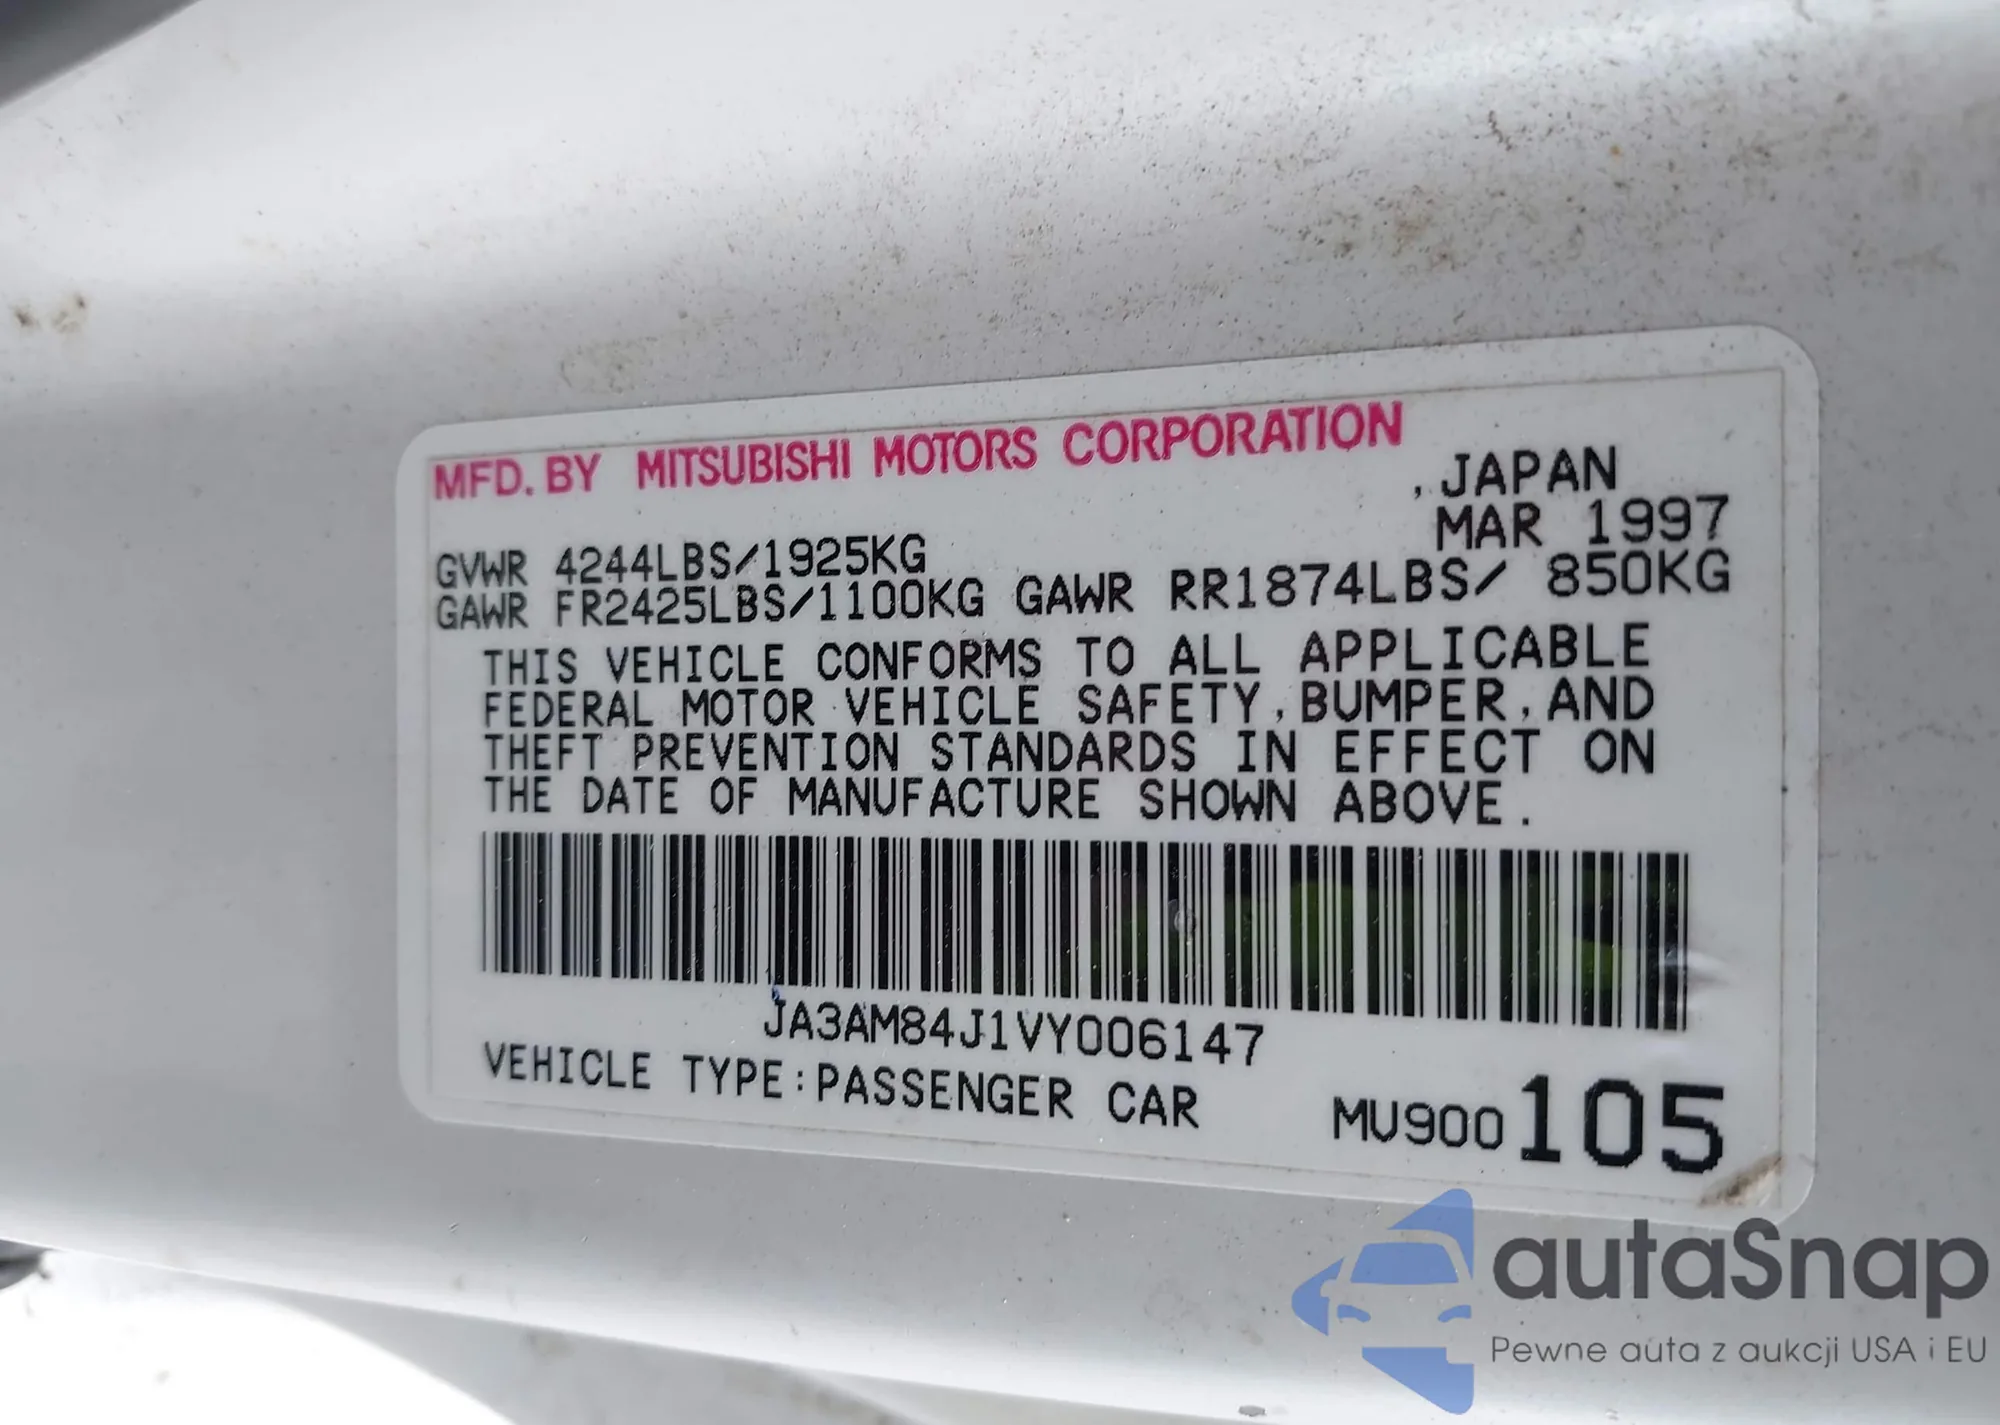 MFD. BY MITSUBISHI MOTORS CORPORATION
, JAPAN
MAR 1997
GVWR 4244LBS/1925KG
GAWR FR2425LBS/1100KG GAWR RR1874LBS/ 850KG
THIS VEHICLE CONFORMS TO ALL APPLICABLE
FEDERAL MOTOR VEHICLE SAFETY, BUMPER, AND
THEFT PREVENTION STANDARDS IN EFFECT ON
THE DATE OF MANUFACTURE SHOWN ABOVE.
JA3AM84J1VY006147
VEHICLE TYPE:PASSENGER CAR
MU900105
autaSnap
Pewne auta z aukcji USA i EU